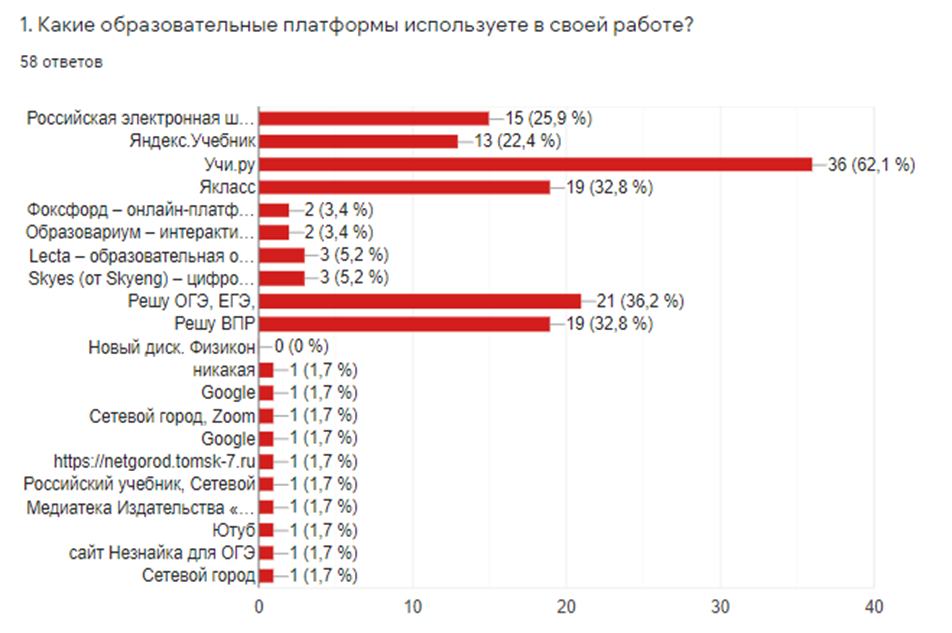 1. Какие образовательные платформы используете в своей работе?
58 ответов
Российская электронная ш... 15 (25,9 %)
Яндекс.Учебник 13 (22,4 %)
Учи.ру 36 (62,1 %)
Якласс 19 (32,8 %)
Фоксфорд – онлайн-платф... 2 (3,4 %)
Образовариум – интеракти... 2 (3,4 %)
Lecta – образовательная о... 3 (5,2 %)
Skyes (от Skyeng) – цифро... 3 (5,2 %)
Решу ОГЭ, ЕГЭ, 21 (36,2 %)
Решу ВПР 19 (32,8 %)
Новый диск. Физикон 0 (0 %)
никакая 1 (1,7 %)
Google 1 (1,7 %)
Сетевой город, Zoom 1 (1,7 %)
Google 1 (1,7 %)
https://netgorod.tomsk-7.ru 1 (1,7 %)
Российский учебник, Сетевой 1 (1,7 %)
Медиатека Издательства «... 1 (1,7 %)
Ютуб 1 (1,7 %)
сайт Незнайка для ОГЭ 1 (1,7 %)
Сетевой город 1 (1,7 %)
0 10 20 30 40